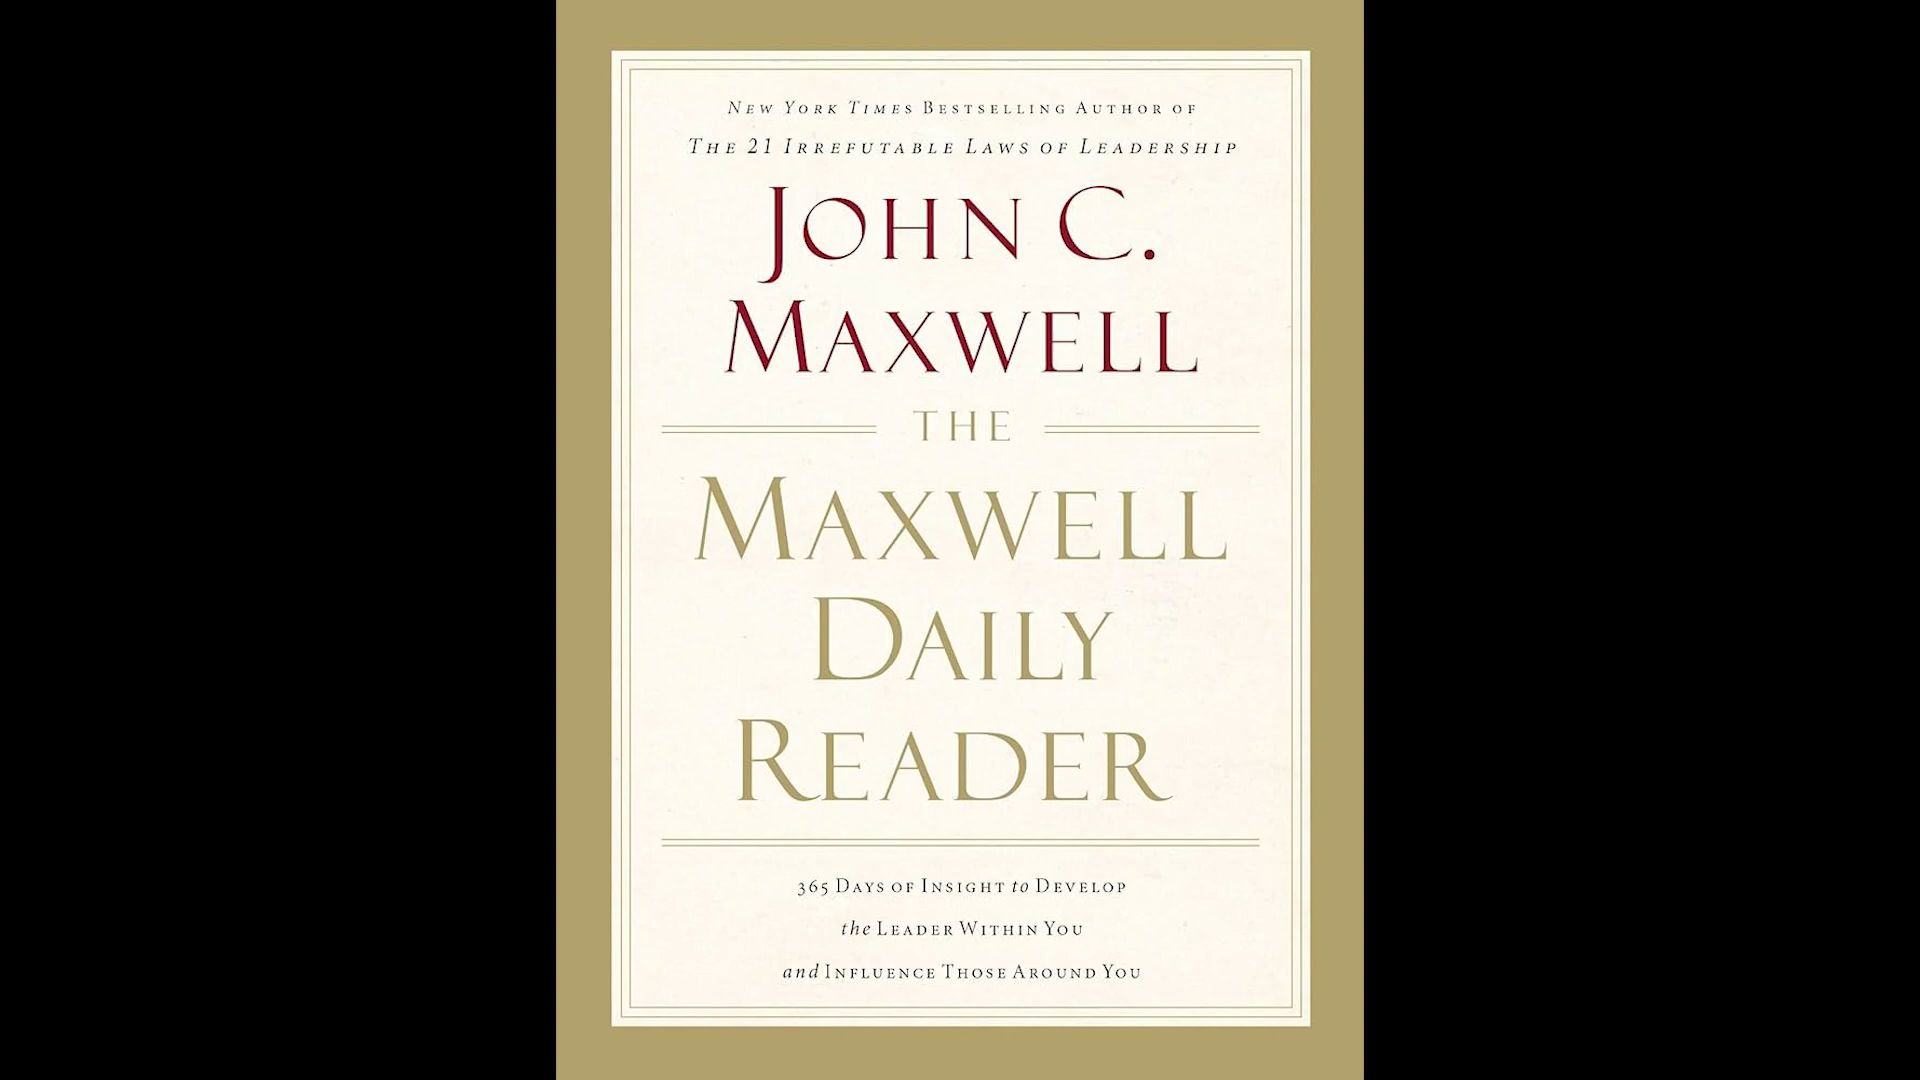 New York Times Bestselling Author of
The 21 Irrefutable Laws of Leadership
John C.
Maxwell
The
Maxwell
Daily
Reader
365 Days of Insight to Develop
the Leader Within You
and Influence Those Around You